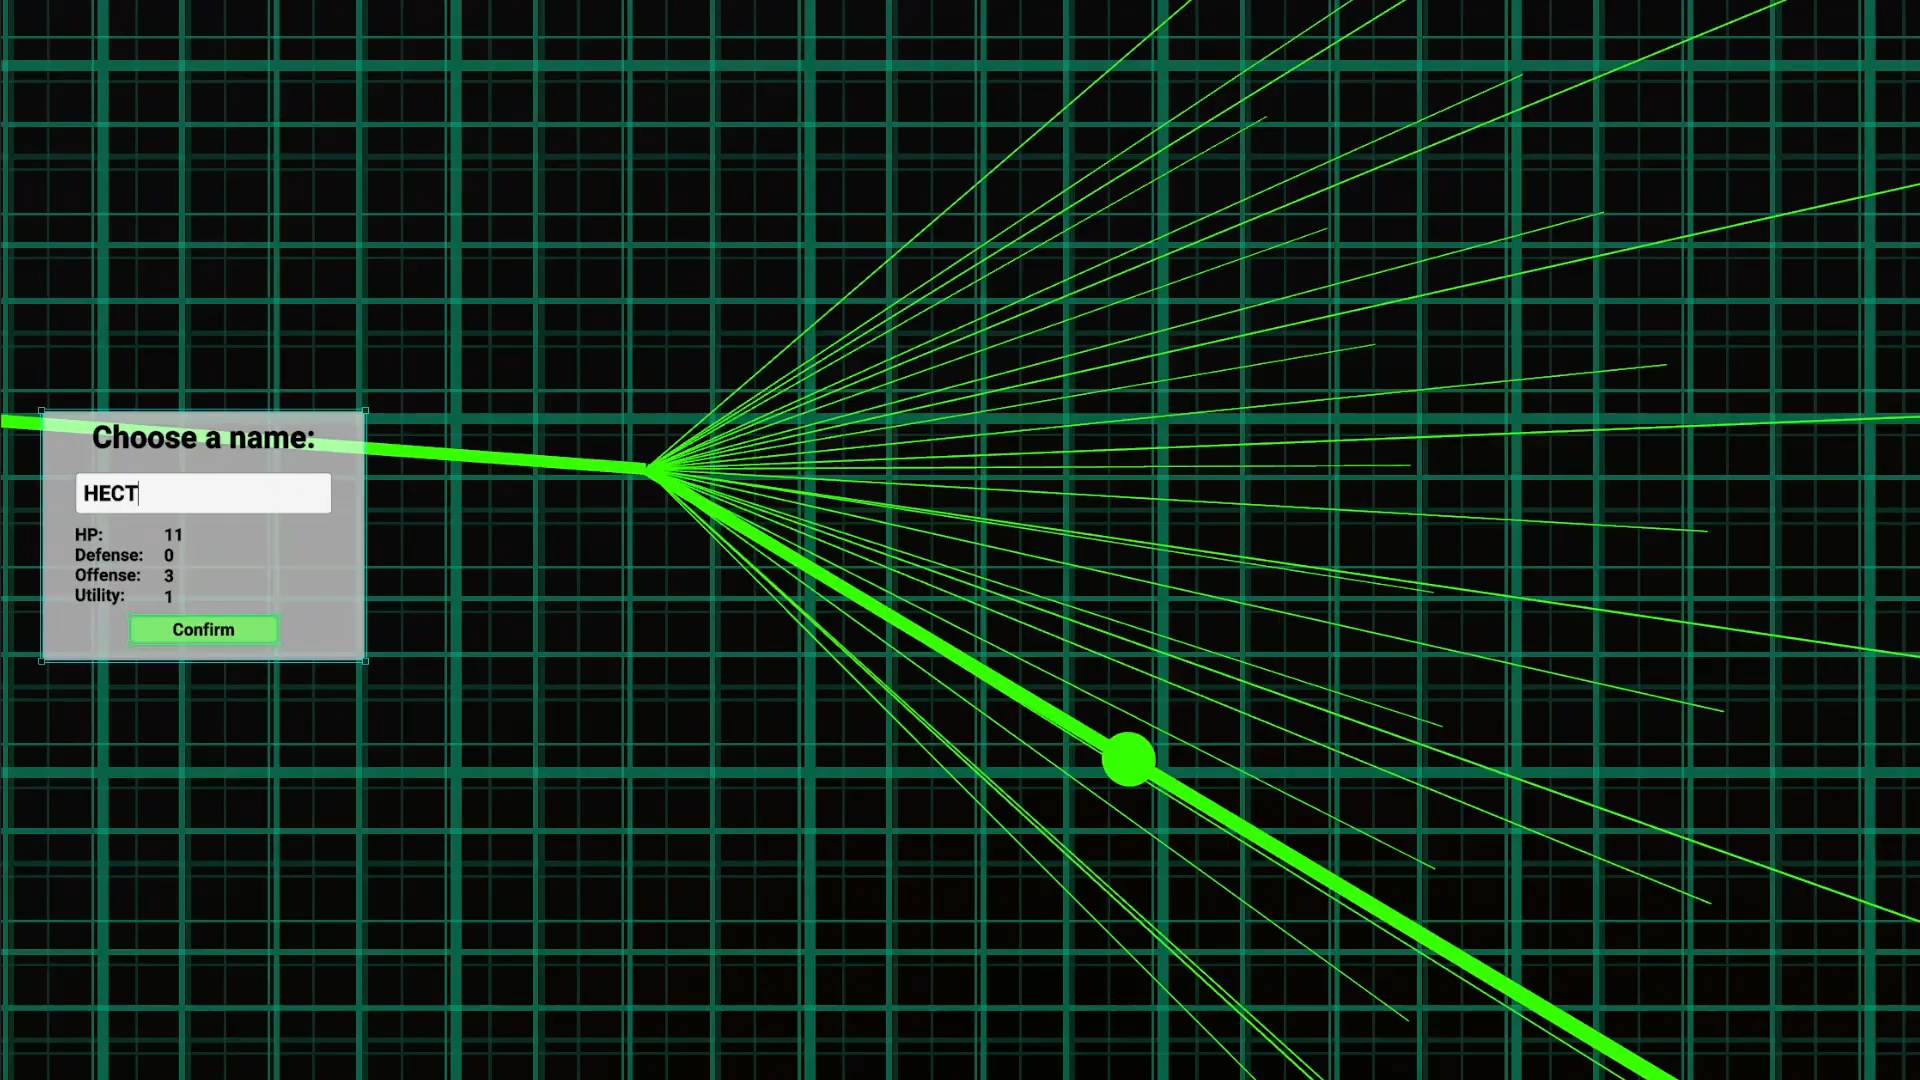 Choose a name:
HECT
HP: 11
Defense: 0
Offense: 3
Utility: 1
Confirm